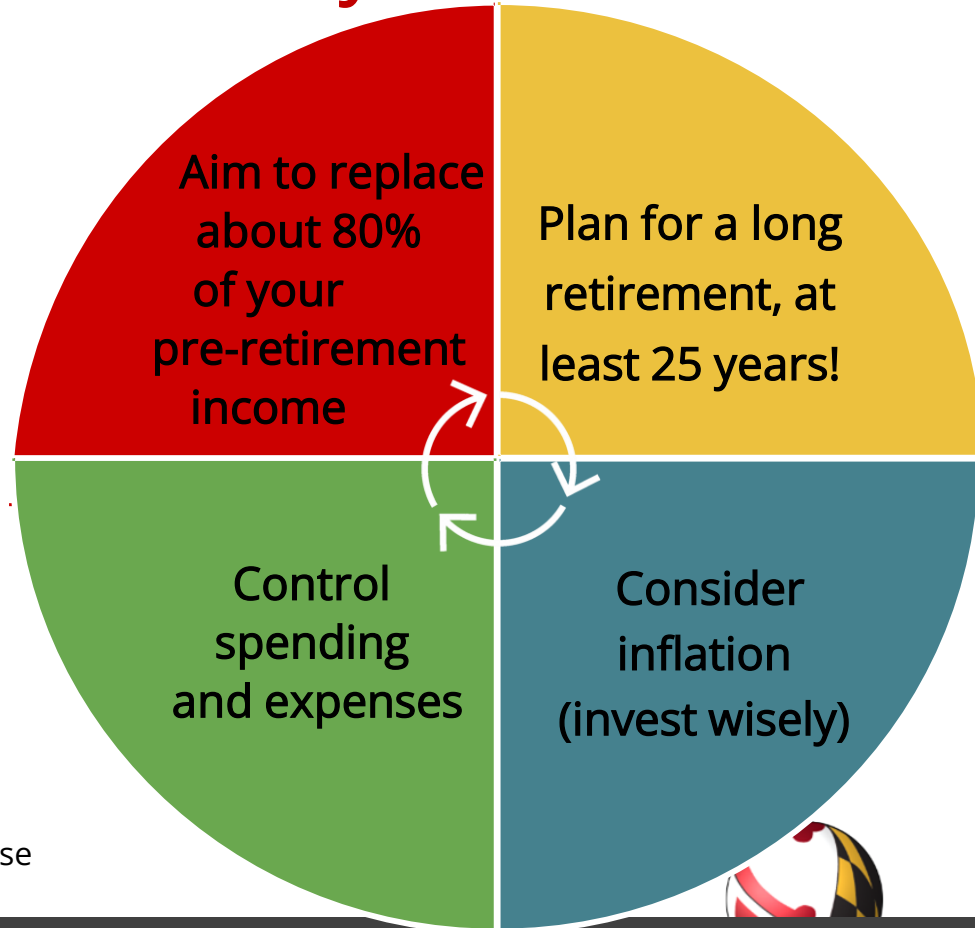 Aim to replace
about 80%
of your
pre-retirement
income
Plan for a long
retirement, at
least 25 years!
Control
spending
and expenses
Consider
inflation
(invest wisely)
se